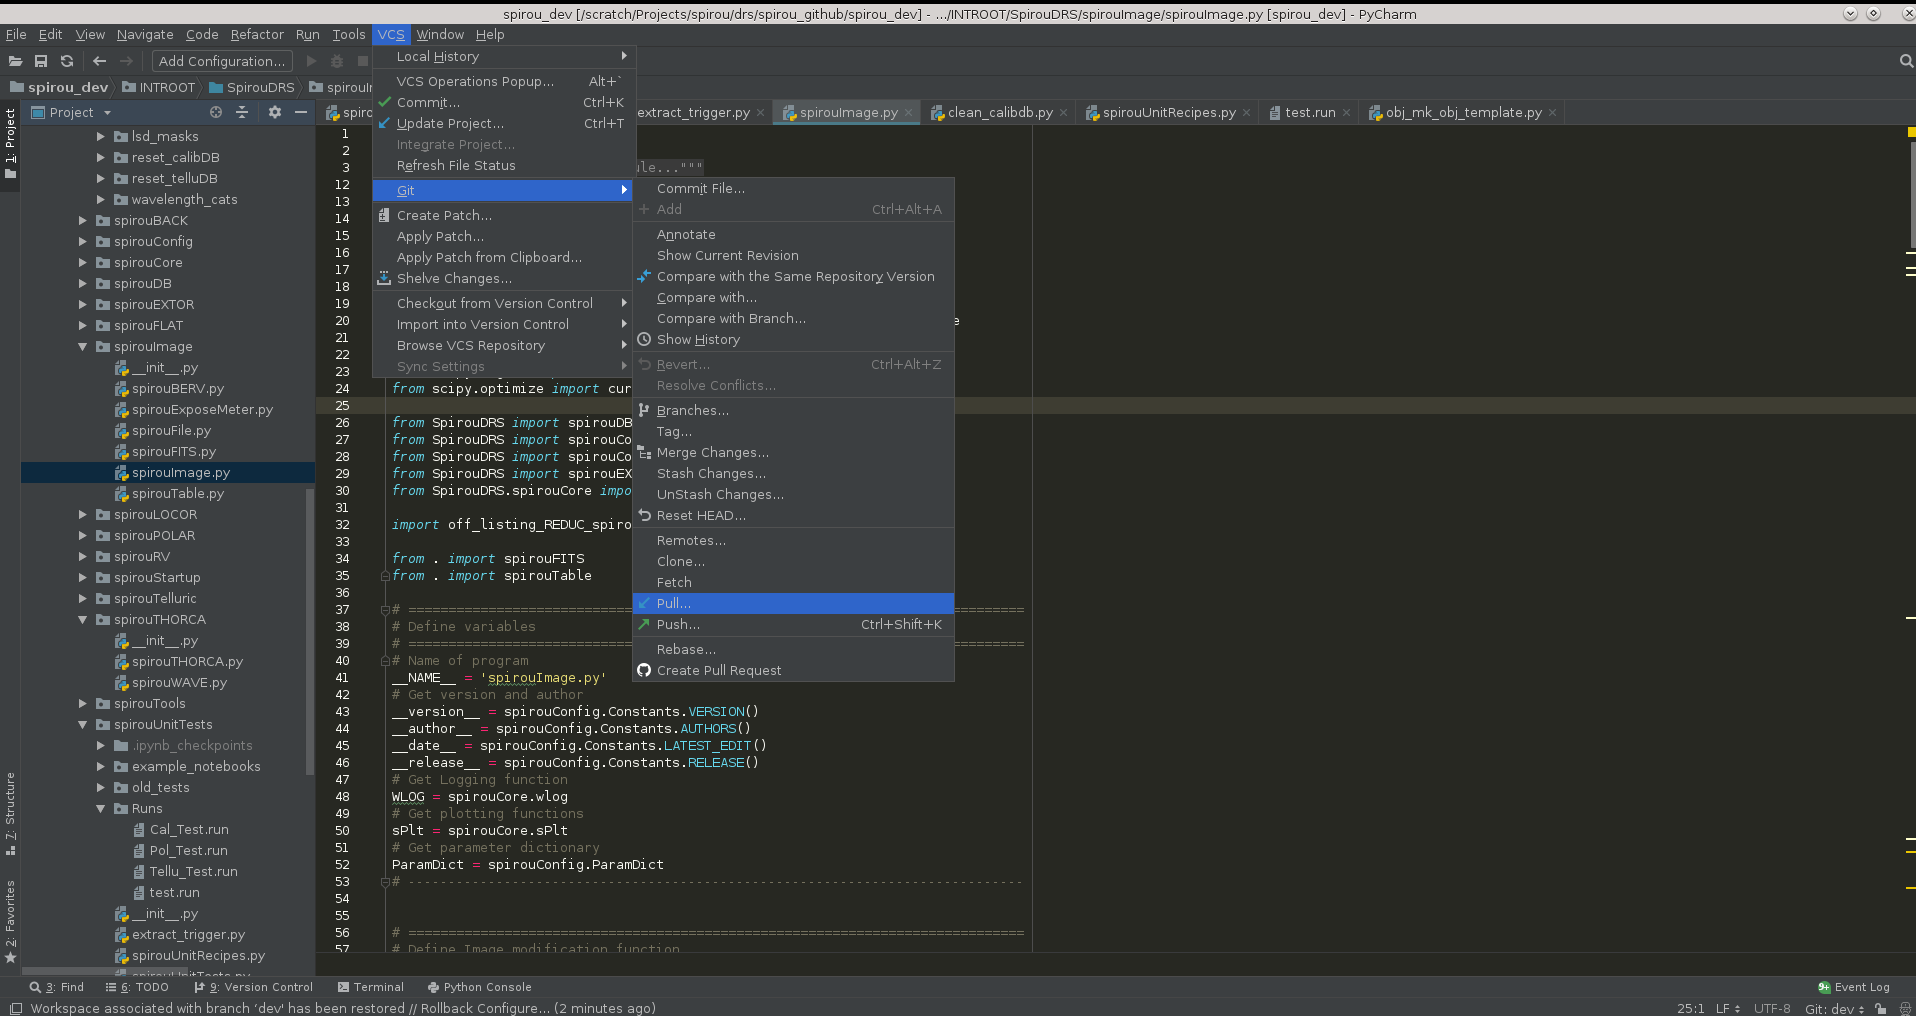 spirou_dev [/scratch/Projects/spirou/drs/spirou_github/spirou_dev] - .../INTROOT/SpirouDRS/spirouImage/spirouImage.py [spirou_dev] - PyCharm
File Edit View Navigate Code Refactor Run Tools VCS Window Help
Add Configuration...
spirou_dev INTROOT SpirouDRS
Project
extract_trigger.py spirouImage.py clean_calibdb.py spirouUnitRecipes.py test.run obj_mk_obj_template.py
1: Project
7: Structure
2: Favorites
lsd_masks
reset_calibDB
reset_telluDB
wavelength_cats
spirouBACK
spirouConfig
spirouCore
spirouDB
spirouEXTOR
spirouFLAT
spirouImage
__init__.py
spirouBERV.py
spirouExposeMeter.py
spirouFile.py
spirouFITS.py
spirouImage.py
spirouTable.py
spirouLOCOR
spirouPOLAR
spirouRV
spirouStartup
spirouTelluric
spirouTHORCA
__init__.py
spirouTHORCA.py
spirouWAVE.py
spirouTools
spirouUnitTests
.ipynb_checkpoints
example_notebooks
old_tests
Runs
Cal_Test.run
Pol_Test.run
Tellu_Test.run
test.run
__init__.py
extract_trigger.py
spirouUnitRecipes.py
spirouUnitTests.py
Local History
VCS Operations Popup... Alt+`
Commit... Ctrl+K
Update Project... Ctrl+T
Integrate Project...
Refresh File Status
Git
Create Patch...
Apply Patch...
Apply Patch from Clipboard...
Shelve Changes...
Checkout from Version Control
Import into Version Control
Browse VCS Repository
Sync Settings
Commit File...
Add Ctrl+Alt+A
Annotate
Show Current Revision
Compare with the Same Repository Version
Compare with...
Compare with Branch...
Show History
Revert... Ctrl+Alt+Z
Resolve Conflicts...
Branches...
Tag...
Merge Changes...
Stash Changes...
UnStash Changes...
Reset HEAD...
Remotes...
Clone...
Fetch
Pull...
Push... Ctrl+Shift+K
Rebase...
Create Pull Request
1
2
3 ule..."""
12
13
14
15
16
17
18
19
20 e
21
22
23
24 from scipy.optimize import cur
25
26 from SpirouDRS import spirouDB
27 from SpirouDRS import spirouCo
28 from SpirouDRS import spirouCo
29 from SpirouDRS import spirouEX
30 from SpirouDRS.spirouCore impo
31
32 import off_listing_REDUC_spiro
33
34 from . import spirouFITS
35 from . import spirouTable
36
37 # =============================================================================
38 # Define variables
39 # =============================================================================
40 # Name of program
41 __NAME__ = 'spirouImage.py'
42 # Get version and author
43 __version__ = spirouConfig.Constants.VERSION()
44 __author__ = spirouConfig.Constants.AUTHORS()
45 __date__ = spirouConfig.Constants.LATEST_EDIT()
46 __release__ = spirouConfig.Constants.RELEASE()
47 # Get Logging function
48 WLOG = spirouCore.wlog
49 # Get plotting functions
50 sPlt = spirouCore.sPlt
51 # Get parameter dictionary
52 ParamDict = spirouConfig.ParamDict
53 # -----------------------------------------------------------------------------
54
55
56 # =============================================================================
57 # Define Image modification function
3: Find 6: TODO 9: Version Control Terminal Python Console 9+ Event Log
Workspace associated with branch 'dev' has been restored // Rollback Configure... (2 minutes ago) 25:1 LF UTF-8 Git: dev